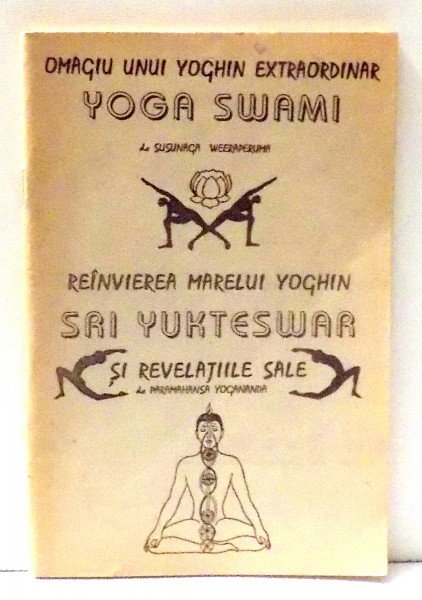 OMAGIU UNUI YOGHIN EXTRAORDINAR
YOGA SWAMI
de SUSUNAGA WEERAPERUMA
REÎNVIEREA MARELUI YOGHIN
SRI YUKTESWAR
ȘI REVELAȚIILE SALE
de PARAMAHANSA YOGANANDA